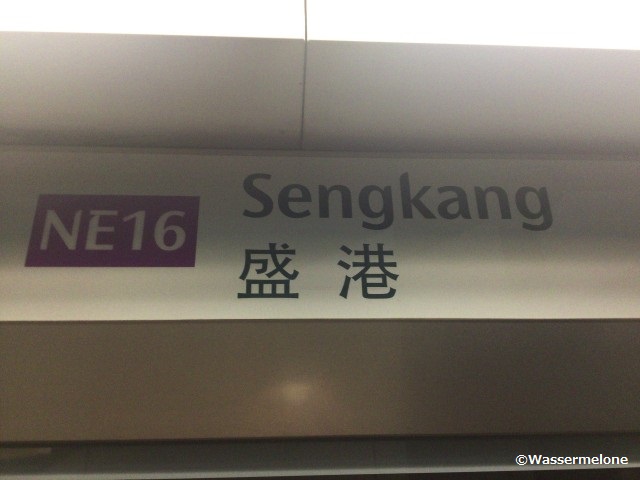 NE16
Sengkang
盛港
©Wassermelone